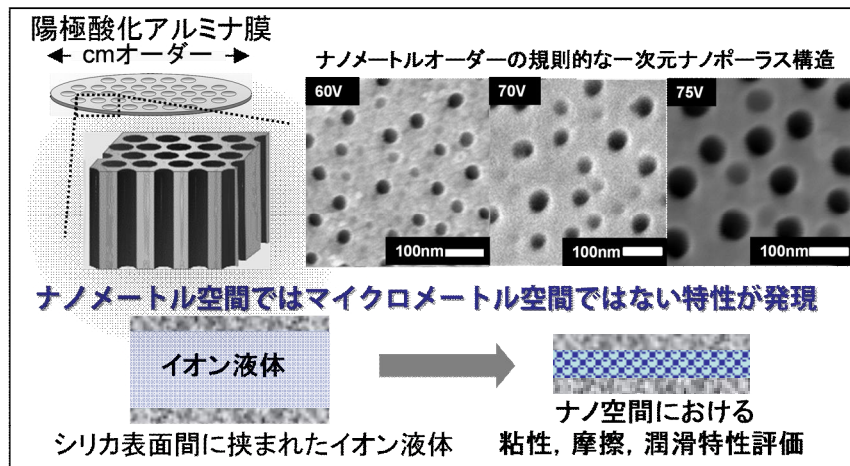 陽極酸化アルミナ膜
cmオーダー
ナノメートルオーダーの規則的な一次元ナノポーラス構造
60V
70V
75V
100nm
100nm
100nm
ナノメートル空間ではマイクロメートル空間ではない特性が発現
イオン液体
シリカ表面間に挟まれたイオン液体
ナノ空間における
粘性, 摩擦, 潤滑特性評価